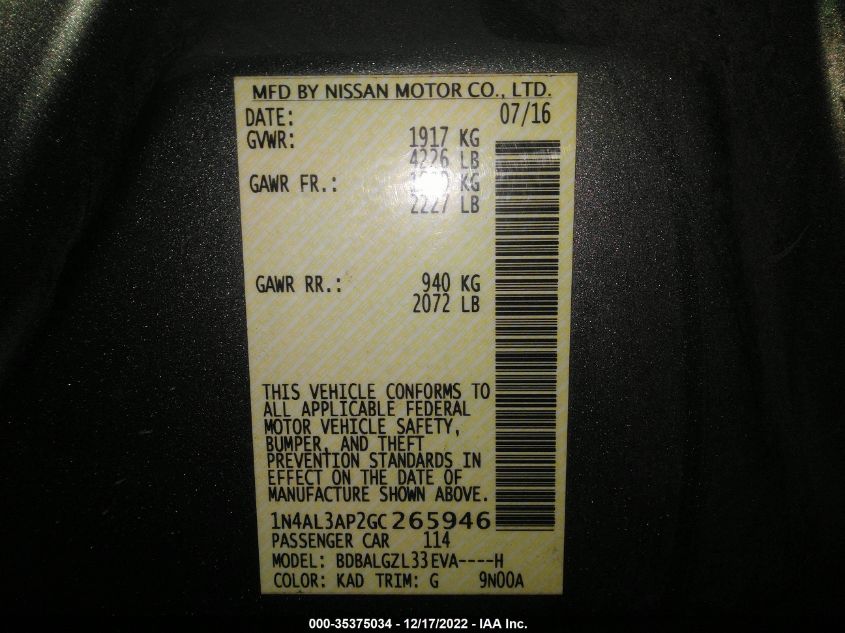 MFD BY NISSAN MOTOR CO., LTD.
DATE: 07/16
GVWR: 1917 KG
4226 LB
GAWR FR.: KG
2227 LB
GAWR RR.: 940 KG
2072 LB
THIS VEHICLE CONFORMS TO
ALL APPLICABLE FEDERAL
MOTOR VEHICLE SAFETY,
BUMPER, AND THEFT
PREVENTION STANDARDS IN
EFFECT ON THE DATE OF
MANUFACTURE SHOWN ABOVE.
1N4AL3AP2GC265946
PASSENGER CAR 114
MODEL: BDBALGZL33EVA----H
COLOR: KAD TRIM: G 9N00A
000-35375034 - 12/17/2022 - IAA Inc.